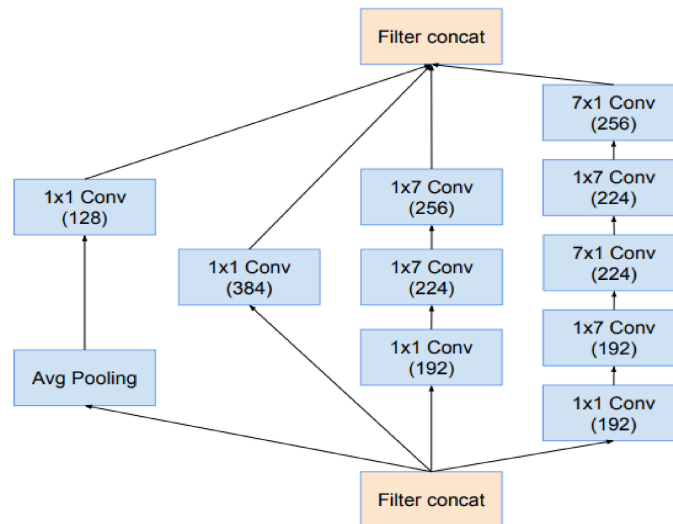 Filter concat
7x1 Conv
(256)
1x7 Conv
(256)
1x7 Conv
(224)
1x1 Conv
(128)
1x1 Conv
(384)
1x7 Conv
(224)
7x1 Conv
(224)
1x1 Conv
(192)
1x7 Conv
(192)
Avg Pooling
1x1 Conv
(192)
Filter concat